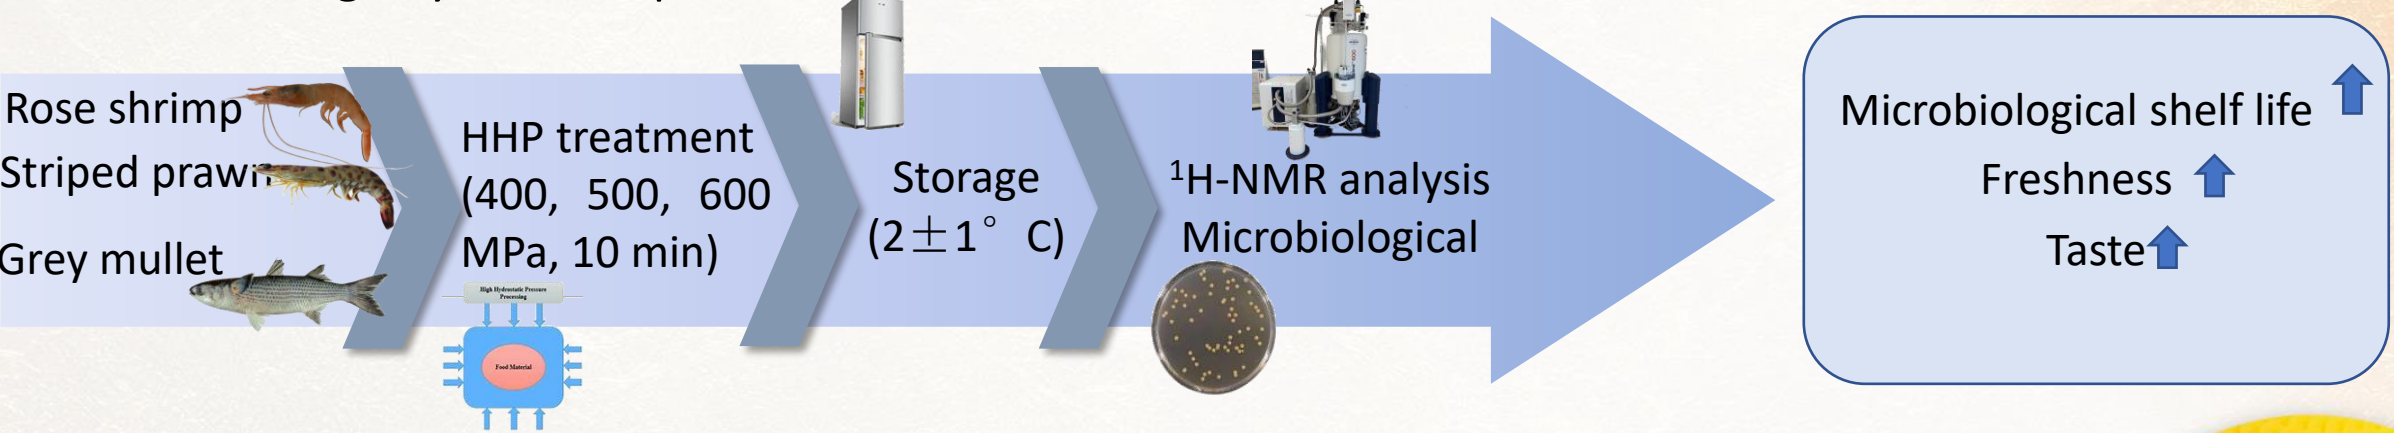 Rose shrimp
Striped prawn
Grey mullet
HHP treatment
(400, 500, 600
MPa, 10 min)
High Hydrostatic Pressure
Processing
Food Material
Storage
(2±1° C)
¹H-NMR analysis
Microbiological
Microbiological shelf life
Freshness
Taste